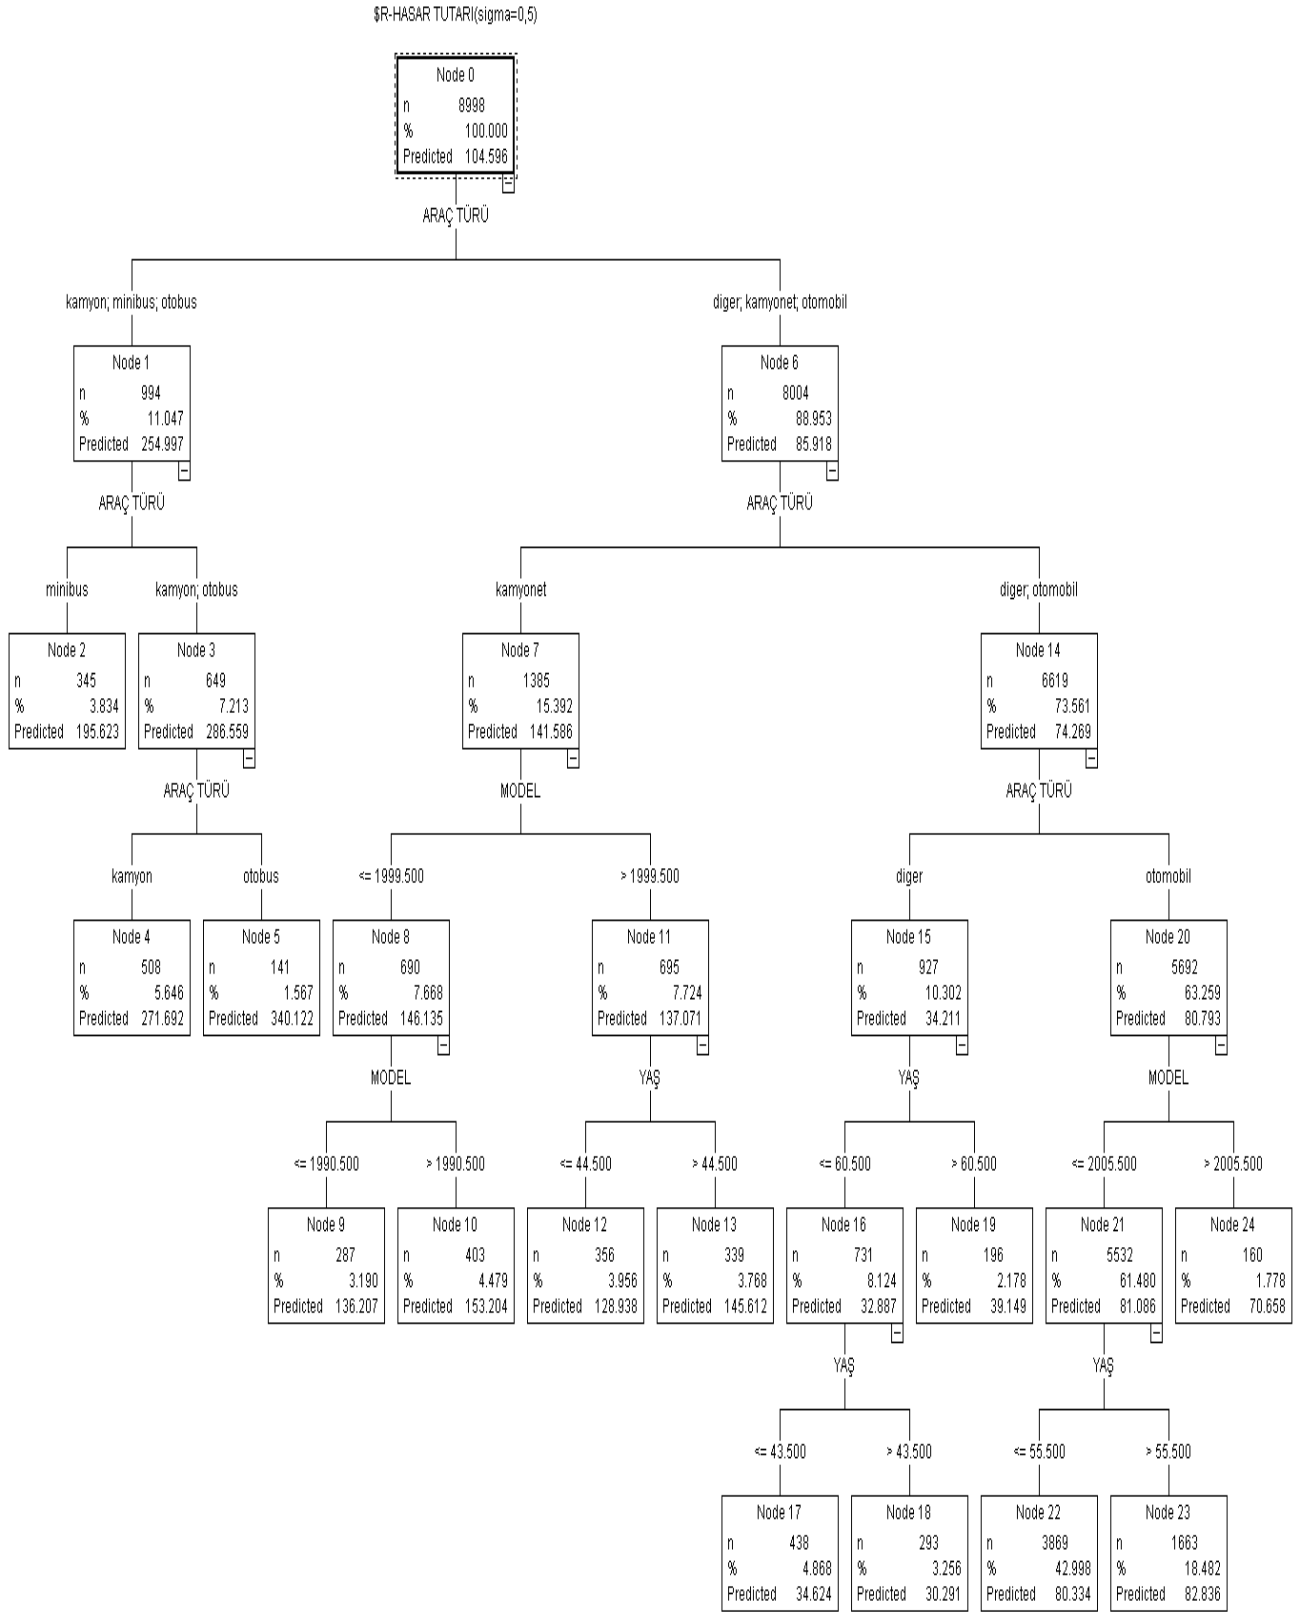 $R-HASAR TUTARI(sigma=0,5)
Node 0
n 8998
% 100.000
Predicted 104.596
ARAÇ TÜRÜ
kamyon; minibus; otobus
diger; kamyonet; otomobil
Node 1
n 994
% 11.047
Predicted 254.997
Node 6
n 8004
% 88.953
Predicted 85.918
ARAÇ TÜRÜ
ARAÇ TÜRÜ
minibus
kamyon; otobus
kamyonet
diger; otomobil
Node 2
n 345
% 3.834
Predicted 195.623
Node 3
n 649
% 7.213
Predicted 286.559
Node 7
n 1385
% 15.392
Predicted 141.586
Node 14
n 6619
% 73.561
Predicted 74.269
ARAÇ TÜRÜ
MODEL
ARAÇ TÜRÜ
kamyon
otobus
<= 1999.500
> 1999.500
diger
otomobil
Node 4
n 508
% 5.646
Predicted 271.692
Node 5
n 141
% 1.567
Predicted 340.122
Node 8
n 690
% 7.668
Predicted 146.135
Node 11
n 695
% 7.724
Predicted 137.071
Node 15
n 927
% 10.302
Predicted 34.211
Node 20
n 5692
% 63.259
Predicted 80.793
MODEL
YAŞ
YAŞ
MODEL
<= 1990.500
> 1990.500
<= 44.500
> 44.500
<= 60.500
> 60.500
<= 2005.500
> 2005.500
Node 9
n 287
% 3.190
Predicted 136.207
Node 10
n 403
% 4.479
Predicted 153.204
Node 12
n 356
% 3.956
Predicted 128.938
Node 13
n 339
% 3.768
Predicted 145.612
Node 16
n 731
% 8.124
Predicted 32.887
Node 19
n 196
% 2.178
Predicted 39.149
Node 21
n 5532
% 61.480
Predicted 81.086
Node 24
n 160
% 1.778
Predicted 70.658
YAŞ
YAŞ
<= 43.500
> 43.500
<= 55.500
> 55.500
Node 17
n 438
% 4.868
Predicted 34.624
Node 18
n 293
% 3.256
Predicted 30.291
Node 22
n 3869
% 42.998
Predicted 80.334
Node 23
n 1663
% 18.482
Predicted 82.836